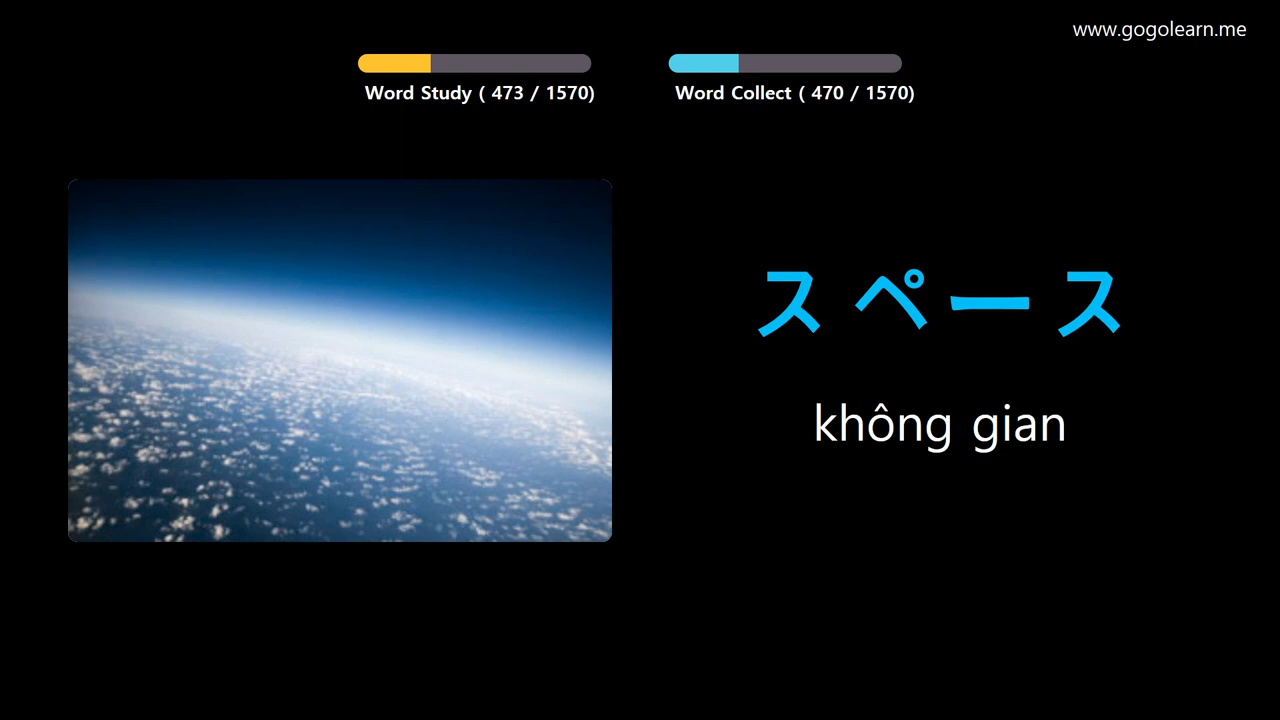 www.gogolearn.me
Word Study ( 473 / 1570)
Word Collect ( 470 / 1570)
スペース
không gian